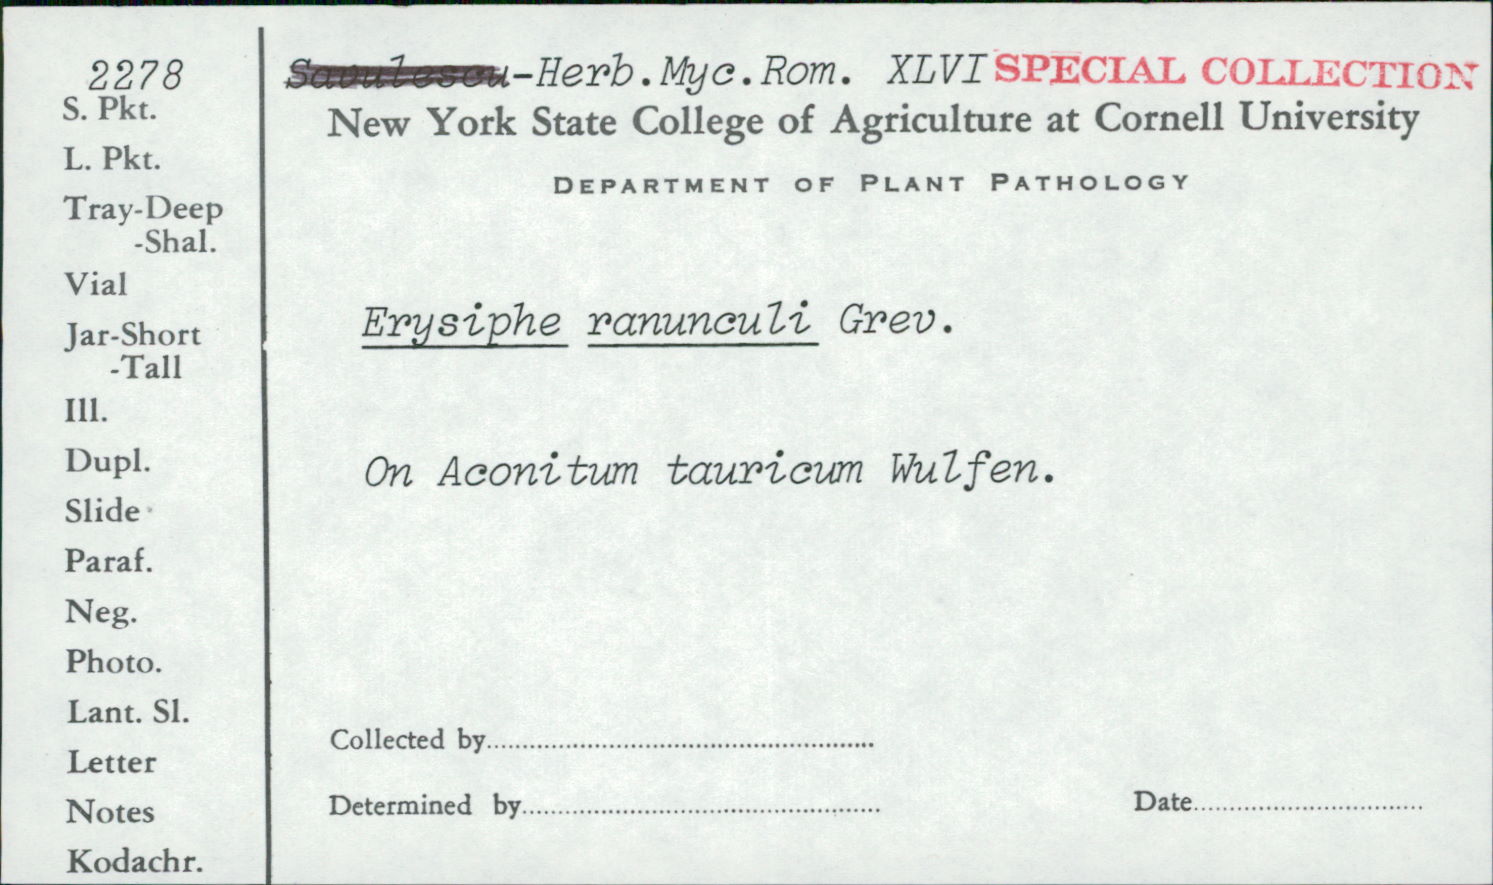 2278
S. Pkt.
L. Pkt.
Tray-Deep
-Shal.
Vial
Jar-Short
-Tall
Ill.
Dupl.
Slide
Paraf.
Neg.
Photo.
Lant. Sl.
Letter
Notes
Kodachr.
Savulescu-Herb.Myc.Rom. XLVI SPECIAL COLLECTION
New York State College of Agriculture at Cornell University
DEPARTMENT OF PLANT PATHOLOGY
Erysiphe ranunculi Grev.
On Aconitum tauricum Wulfen.
Collected by
Determined by
Date